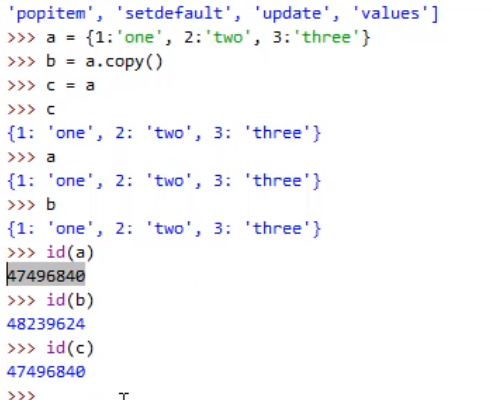 'popitem', 'setdefault', 'update', 'values']
>>> a = {1:'one', 2:'two', 3:'three'}
>>> b = a.copy()
>>> c = a
>>> c
{1: 'one', 2: 'two', 3: 'three'}
>>> a
{1: 'one', 2: 'two', 3: 'three'}
>>> b
{1: 'one', 2: 'two', 3: 'three'}
>>> id(a)
47496840
>>> id(b)
48239624
>>> id(c)
47496840
>>>